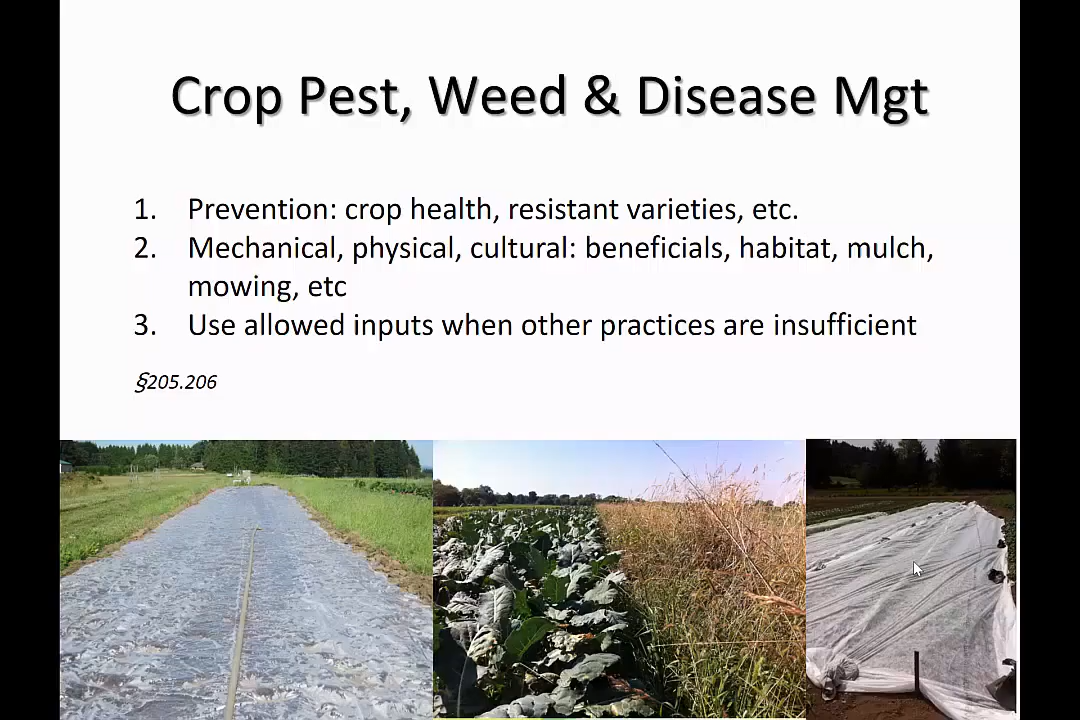 Crop Pest, Weed & Disease Mgt
1. Prevention: crop health, resistant varieties, etc.
2. Mechanical, physical, cultural: beneficials, habitat, mulch,
mowing, etc
3. Use allowed inputs when other practices are insufficient
§205.206